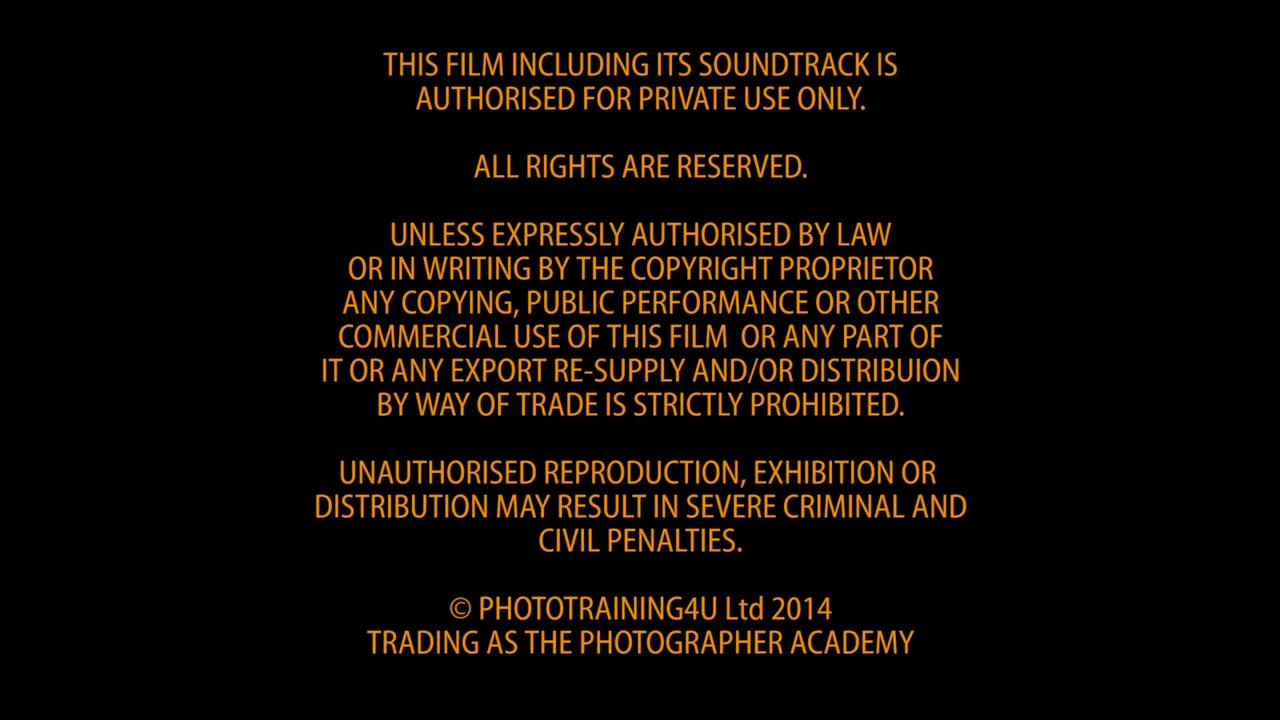 THIS FILM INCLUDING ITS SOUNDTRACK IS
AUTHORISED FOR PRIVATE USE ONLY.
ALL RIGHTS ARE RESERVED.
UNLESS EXPRESSLY AUTHORISED BY LAW
OR IN WRITING BY THE COPYRIGHT PROPRIETOR
ANY COPYING, PUBLIC PERFORMANCE OR OTHER
COMMERCIAL USE OF THIS FILM  OR ANY PART OF
IT OR ANY EXPORT RE-SUPPLY AND/OR DISTRIBUION
BY WAY OF TRADE IS STRICTLY PROHIBITED.
UNAUTHORISED REPRODUCTION, EXHIBITION OR
DISTRIBUTION MAY RESULT IN SEVERE CRIMINAL AND
CIVIL PENALTIES.
© PHOTOTRAINING4U Ltd 2014
TRADING AS THE PHOTOGRAPHER ACADEMY